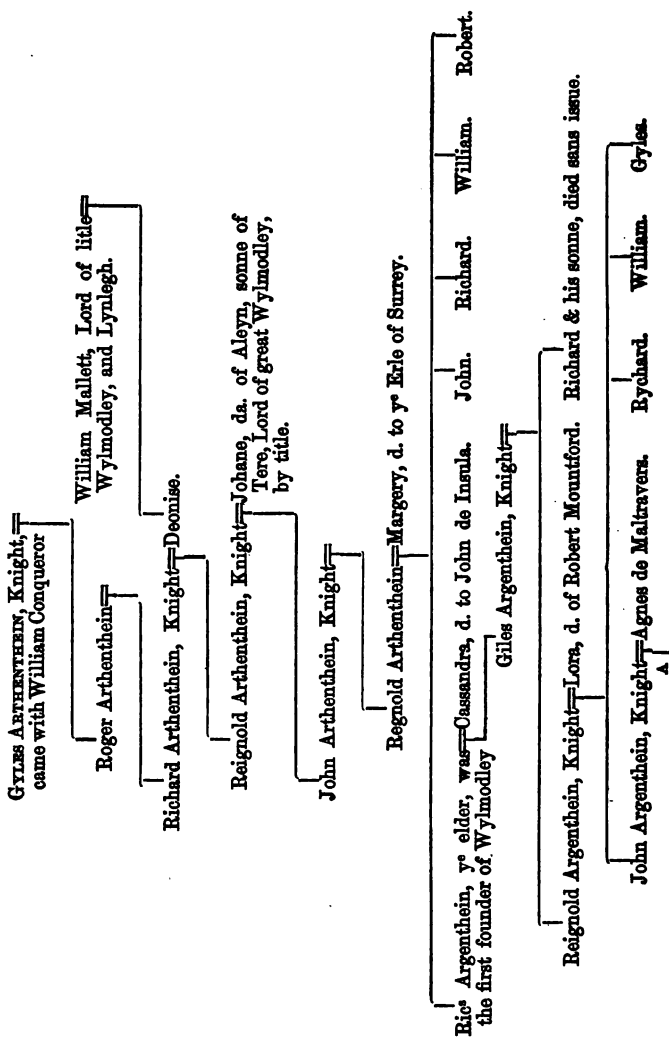 GYLES ARTHENTHEIN, Knight,
came with William Conqueror
William Mallett, Lord of litle
Wylmodley, and Lynlegh.
Roger Arthenthein
Richard Arthenthein, Knight Deonise.
Reignold Arthenthein, Knight Johane, da. of Aleyn, sonne of
Tere, Lord of great Wylmodley,
by title.
John Arthenthein, Knight
Regnold Arthenthein Margery, d. to yᵉ Erle of Surrey.
Ricˢ Argenthein, yᵉ elder, was Cassandra, d. to John de Insula. John. Richard. William. Robert.
the first founder of Wylmodley
Giles Argenthein, Knight
Reignold Argenthein, Knight Lora, d. of Robert Mountford. Richard & his sonne, died sans issue.
John Argenthein, Knight Agnes de Maltravers. Rychard. William. Gyles.
A